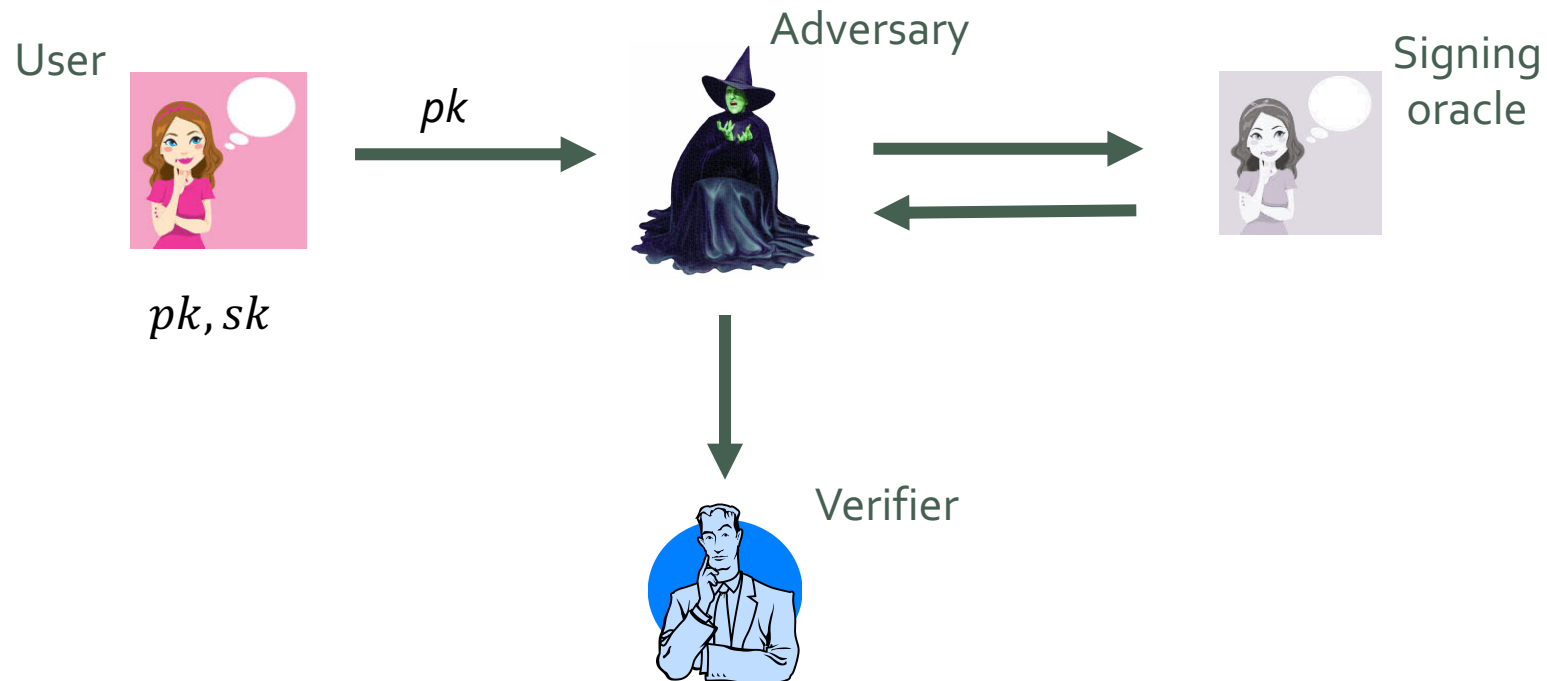 User
pk
Adversary
Signing
oracle
pk, sk
Verifier